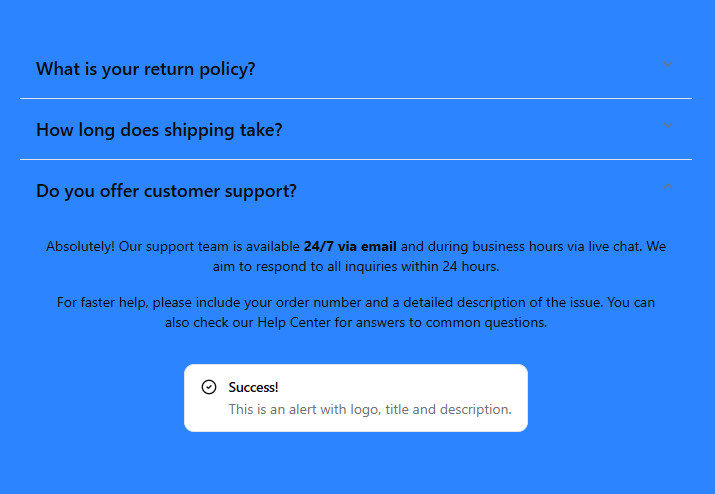 What is your return policy?
How long does shipping take?
Do you offer customer support?
Absolutely! Our support team is available 24/7 via email and during business hours via live chat. We
aim to respond to all inquiries within 24 hours.
For faster help, please include your order number and a detailed description of the issue. You can
also check our Help Center for answers to common questions.
Success!
This is an alert with logo, title and description.